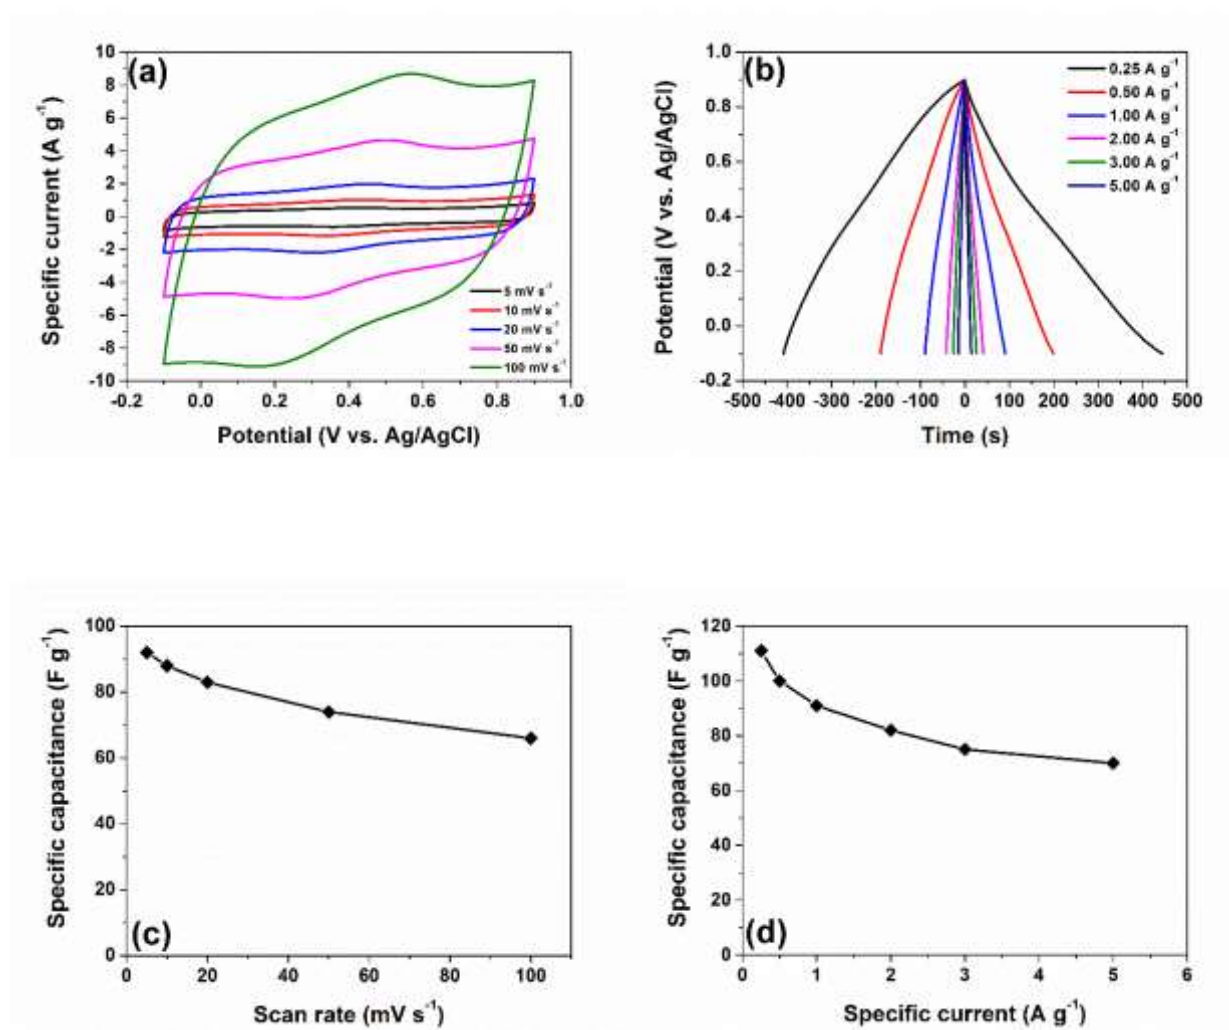 (a)
10
8
6
4
2
0
-2
-4
-6
-8
-10
Specific current (A g-1)
5 mV s-1
10 mV s-1
20 mV s-1
50 mV s-1
100 mV s-1
-0.2 0.0 0.2 0.4 0.6 0.8 1.0
Potential (V vs. Ag/AgCl)
(b)
1.0
0.8
0.6
0.4
0.2
0.0
-0.2
Potential (V vs. Ag/AgCl)
0.25 A g-1
0.50 A g-1
1.00 A g-1
2.00 A g-1
3.00 A g-1
5.00 A g-1
-500 -400 -300 -200 -100 0 100 200 300 400 500
Time (s)
100
80
60
40
20
0
Specific capacitance (F g-1)
(c)
0 20 40 60 80 100
Scan rate (mV s-1)
120
100
80
60
40
20
0
Specific capacitance (F g-1)
(d)
0 1 2 3 4 5 6
Specific current (A g-1)